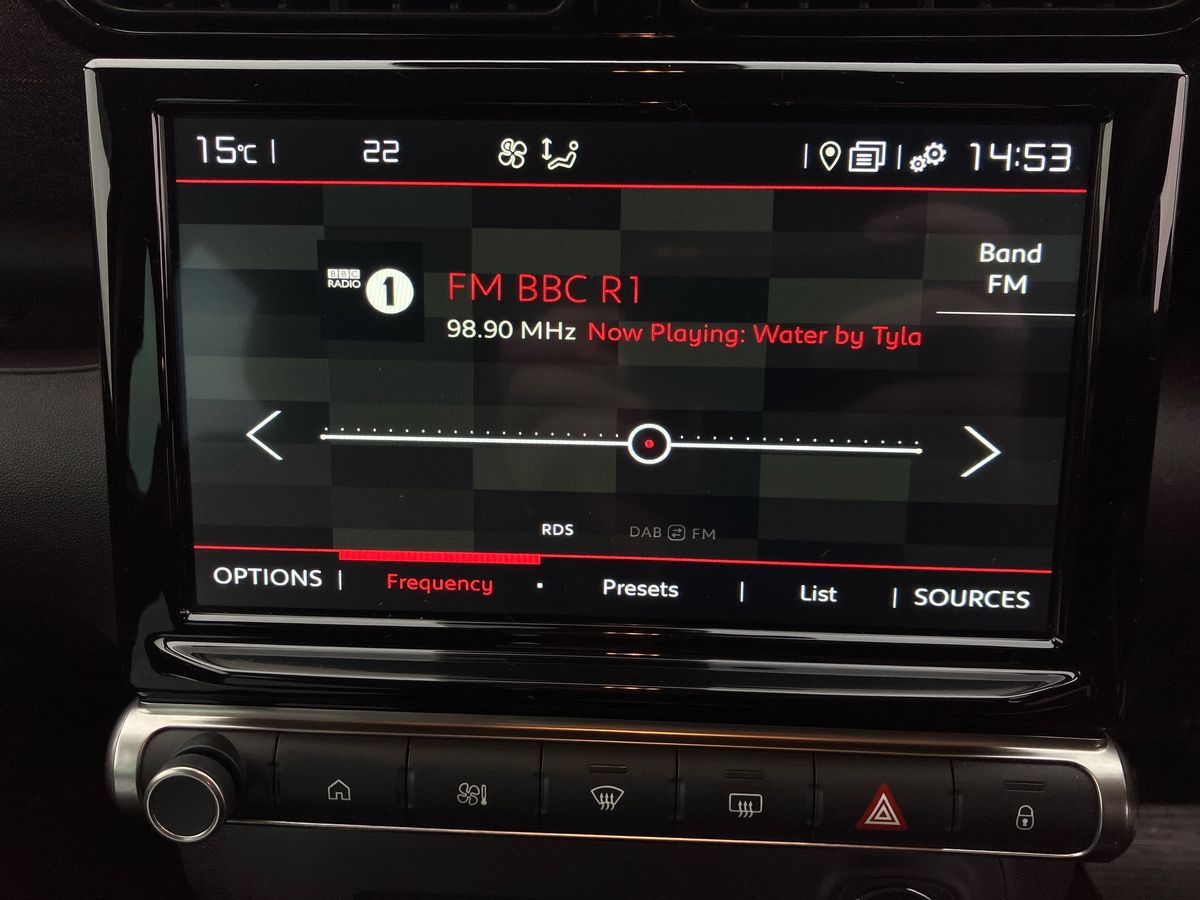 15°C | 22 | | 14:53
Band
FM
BBC
RADIO 1
FM BBC R1
98.90 MHz Now Playing: Water by Tyla
RDS DAB FM
OPTIONS | Frequency · Presets | List | SOURCES